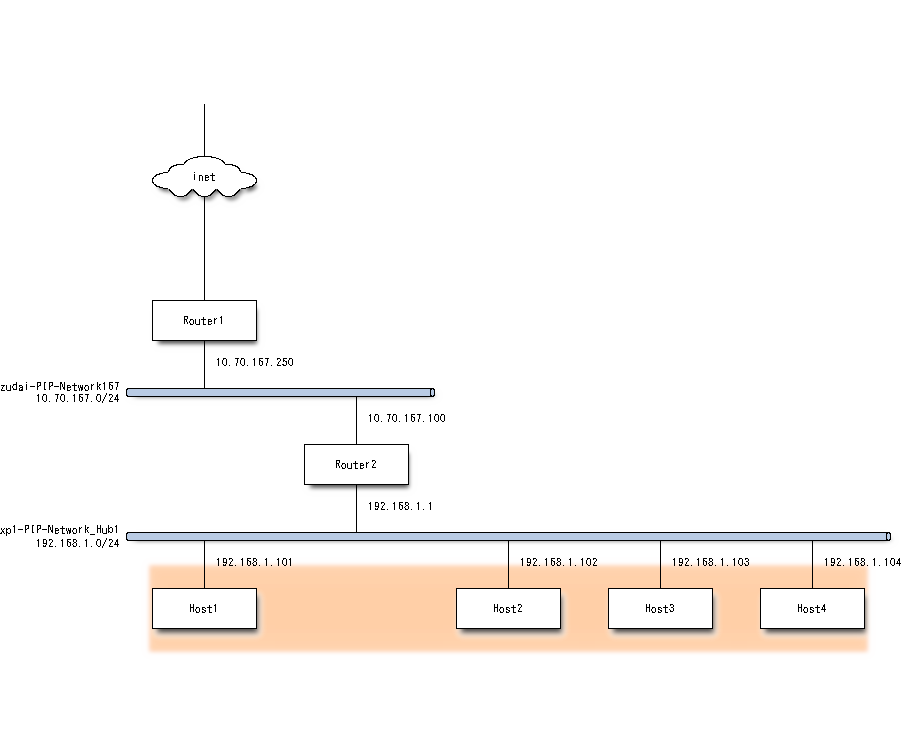 inet
Router1
10.70.167.250
zudai-PIP-Network167
10.70.167.0/24
10.70.167.100
Router2
192.168.1.1
xp1-PIP-Network_Hub1
192.168.1.0/24
192.168.1.101
192.168.1.102
192.168.1.103
192.168.1.104
Host1
Host2
Host3
Host4